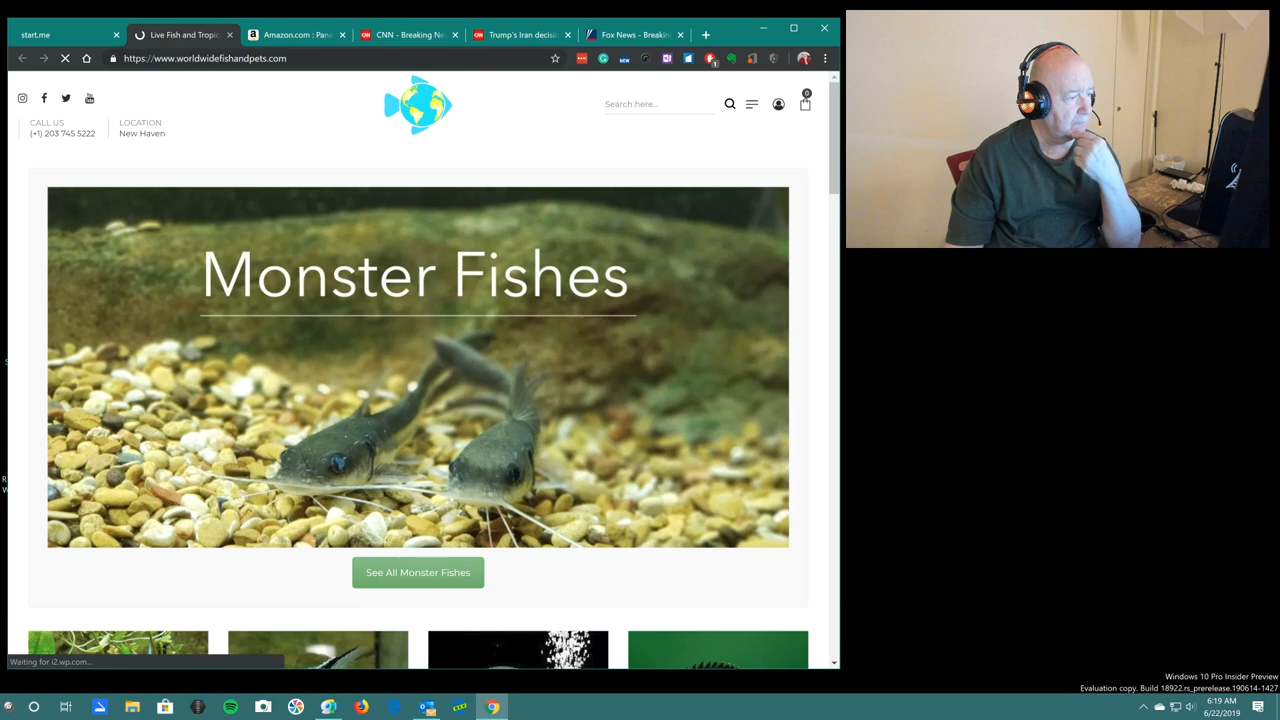 start.me
Live Fish and Tropic
Amazon.com : Pana
CNN - Breaking Ne
Trump's Iran decisi
Fox News - Breakin
https://www.worldwidefishandpets.com
NEW
1
CALL US
(+1) 203 745 5222
LOCATION
New Haven
Search here...
0
Monster Fishes
See All Monster Fishes
Waiting for i2.wp.com...
Windows 10 Pro Insider Preview
Evaluation copy. Build 18922.rs_prerelease.190614-1427
6:19 AM
6/22/2019